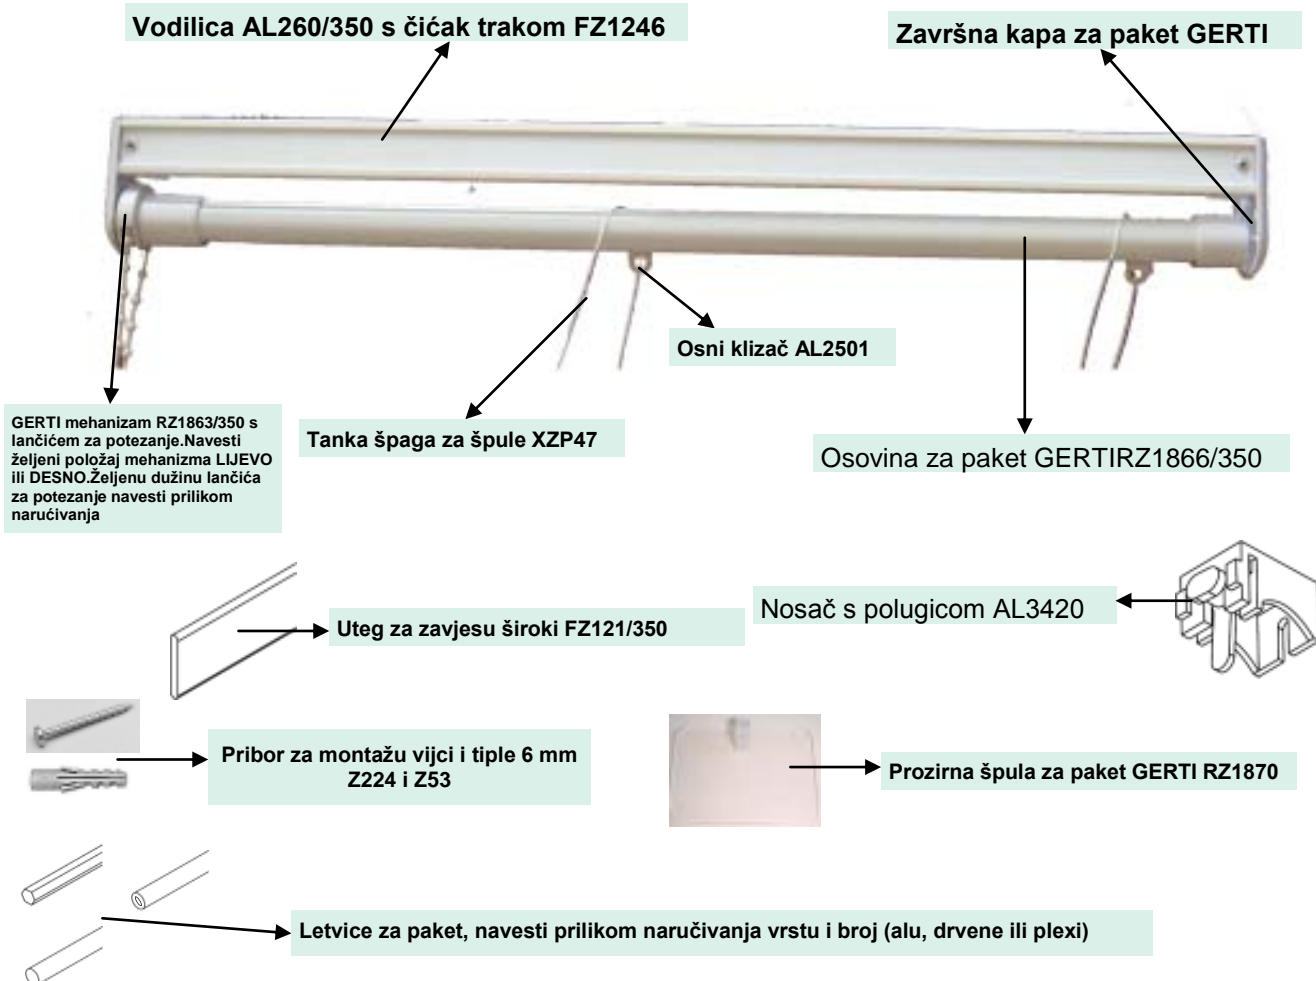 Vodilica AL260/350 s čićak trakom FZ1246
Završna kapa za paket GERTI
Osni klizač AL2501
GERTI mehanizam RZ1863/350 s
lančićem za potezanje.Navesti
željeni položaj mehanizma LIJEVO
ili DESNO.Željenu dužinu lančića
za potezanje navesti prilikom
narućivanja
Tanka špaga za špule XZP47
Osovina za paket GERTIRZ1866/350
Nosač s polugicom AL3420
Uteg za zavjesu široki FZ121/350
Pribor za montažu vijci i tiple 6 mm
Z224 i Z53
Prozirna špula za paket GERTI RZ1870
Letvice za paket, navesti prilikom naručivanja vrstu i broj (alu, drvene ili plexi)